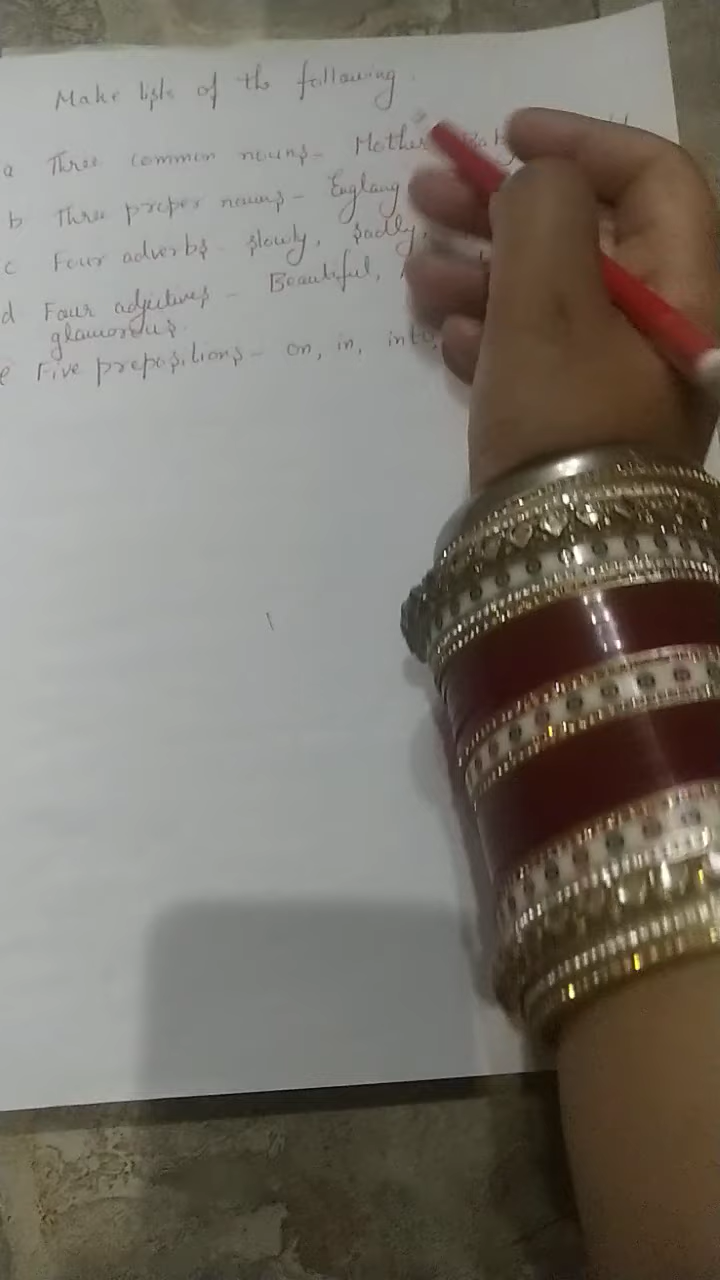 Make lists of the following.
a Three common nouns - Mother
b Three proper nouns - England
c Four adverbs - slowly, sadly,
d Four adjectives - Beautiful,
glamorous.
e Five prepositions - on, in, into,